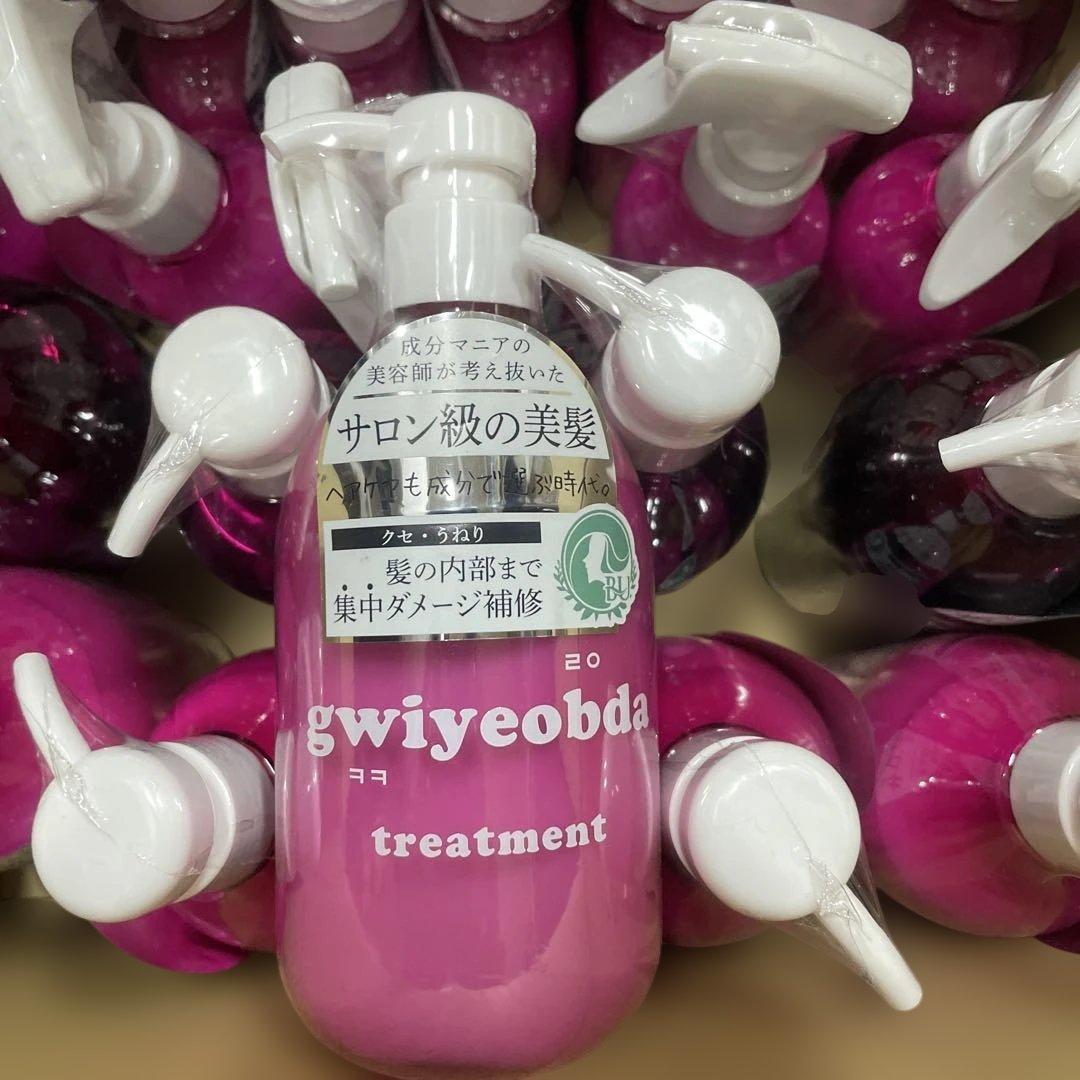 成分マニアの
美容師が考え抜いた
サロン級の美髪
ヘアケアも成分で選ぶ時代。
クセ・うねり
髪の内部まで
集中ダメージ補修
BU
ㄹㅇ
gwiyeobda
ㅋㅋ
treatment